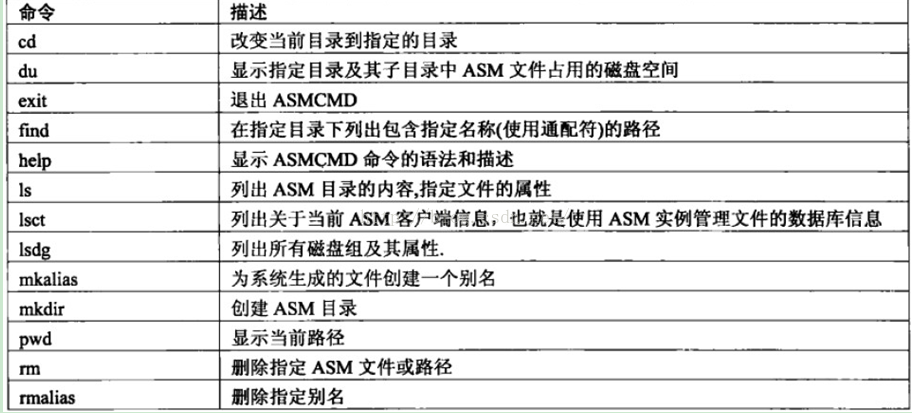 命令 描述
cd 改变当前目录到指定的目录
du 显示指定目录及其子目录中 ASM 文件占用的磁盘空间
exit 退出 ASMCMD
find 在指定目录下列出包含指定名称(使用通配符)的路径
help 显示 ASMCMD 命令的语法和描述
ls 列出 ASM 目录的内容,指定文件的属性
lsct 列出关于当前 ASM 客户端信息，也就是使用 ASM 实例管理文件的数据库信息
lsdg 列出所有磁盘组及其属性.
mkalias 为系统生成的文件创建一个别名
mkdir 创建 ASM 目录
pwd 显示当前路径
rm 删除指定 ASM 文件或路径
rmalias 删除指定别名